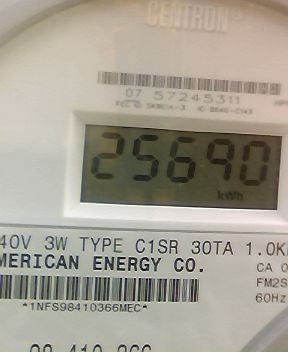 CENTRON®
07 57245311
25690
kWh
40V 3W TYPE C1SR 30TA 1.0K
MERICAN ENERGY CO.
CA 0
FM2S
60Hz
*1NFS98410366MEC*